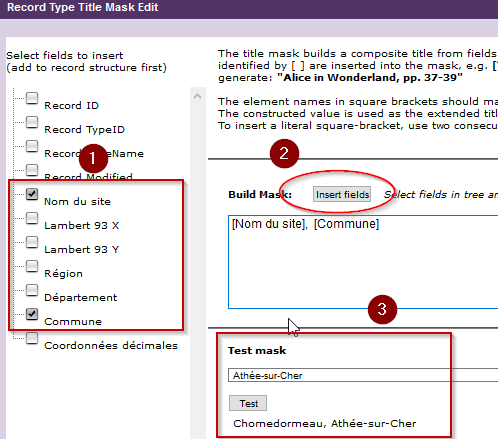 Record Type Title Mask Edit
Select fields to insert
(add to record structure first)
Record ID
Record TypeID
Record
Record Modified
Nom du site
Lambert 93 X
Lambert 93 Y
Région
Département
Commune
Coordonnées décimales
1
The title mask builds a composite title from fields
identified by [ ] are inserted into the mask, e.g. [
generate: "Alice in Wonderland, pp. 37-39"
The element names in square brackets should
The constructed value is used as the extended
To insert a literal square-bracket, use two
2
Build Mask:
Insert fields
Select fields in tree
[Nom du site], [Commune]
3
Test mask
Athée-sur-Cher
Test
Chomedormeau, Athée-sur-Cher